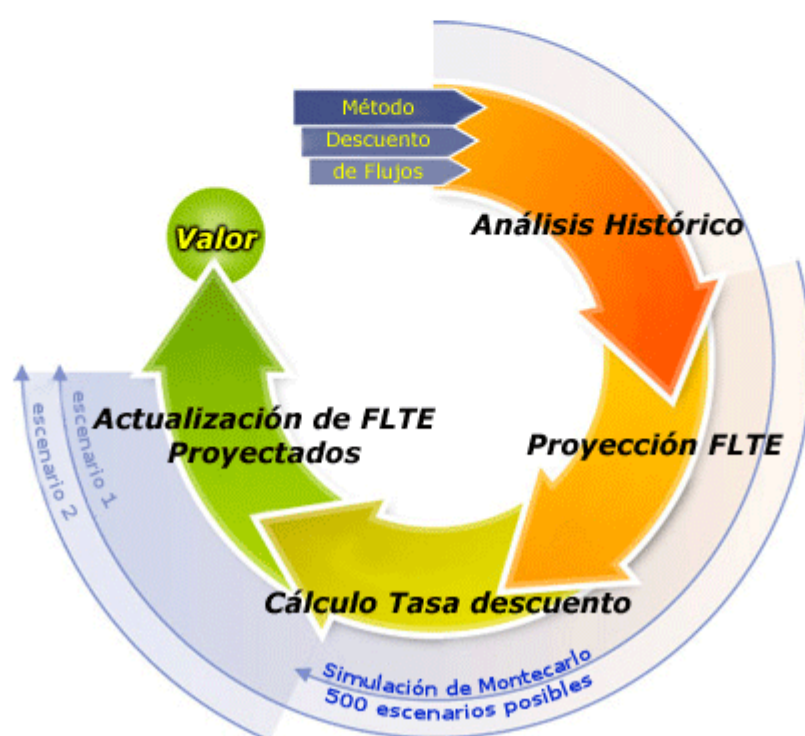 Método
Descuento
de Flujos
Análisis Histórico
Valor
Proyección FLTE
Actualización de FLTE
Proyectados
escenario 1
escenario 2
Cálculo Tasa descuento
Simulación de Montecarlo
500 escenarios posibles